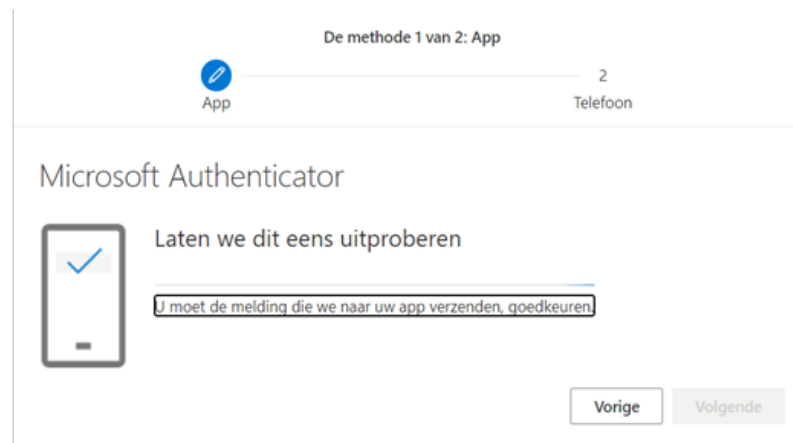 De methode 1 van 2: App
2
App
Telefoon
Microsoft Authenticator
Laten we dit eens uitproberen
U moet de melding die we naar uw app verzenden, goedkeuren.
Vorige
Volgende